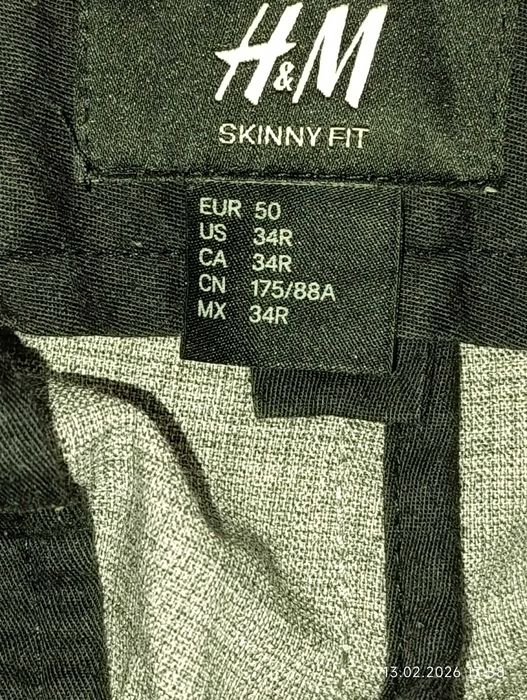 H&M
SKINNY FIT
EUR 50
US 34R
CA 34R
CN 175/88A
MX 34R
13.02.2026